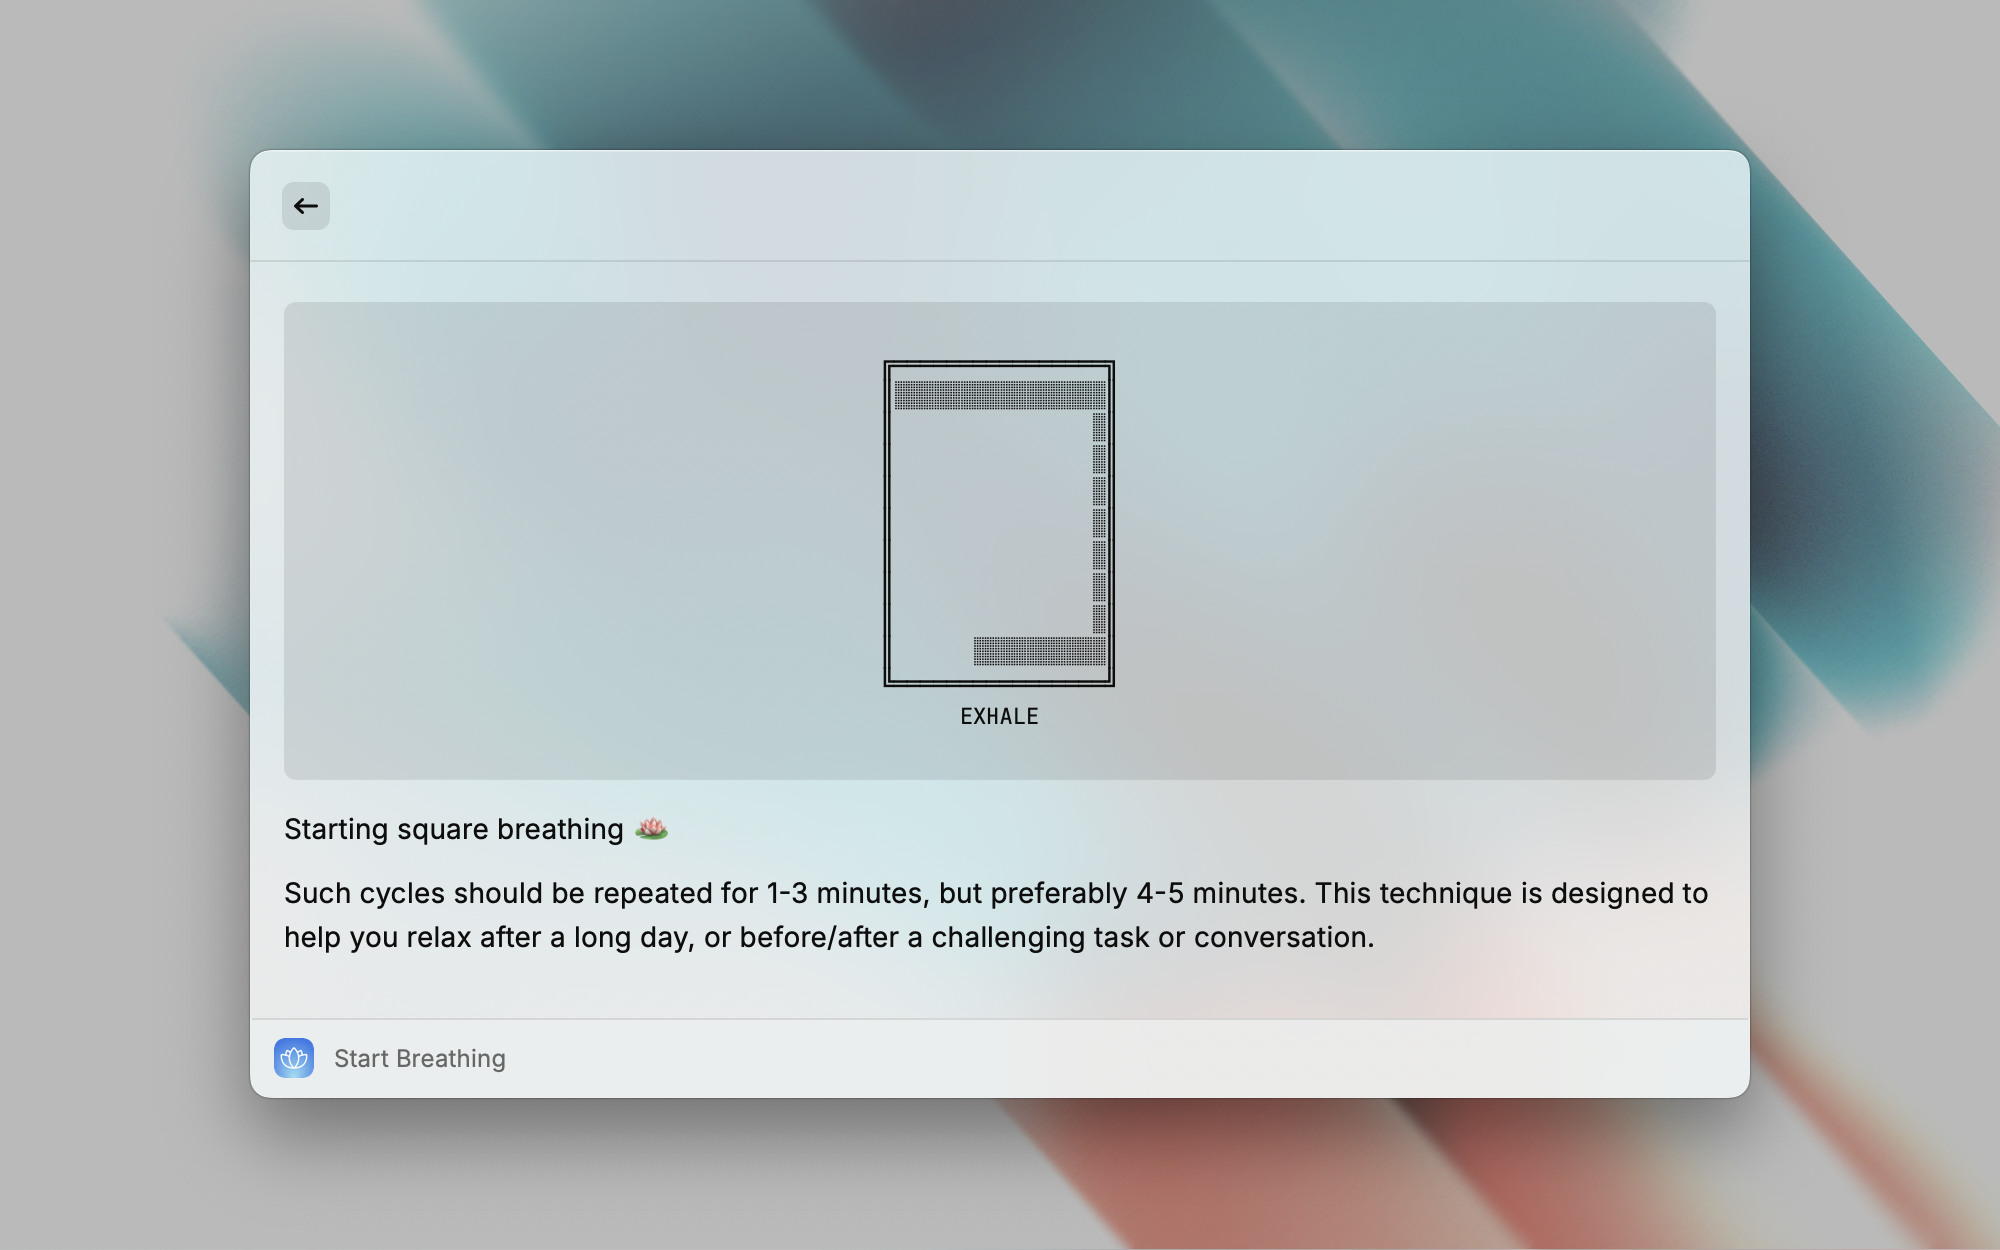 EXHALE
Starting square breathing 🪷
Such cycles should be repeated for 1-3 minutes, but preferably 4-5 minutes. This technique is designed to
help you relax after a long day, or before/after a challenging task or conversation.
Start Breathing